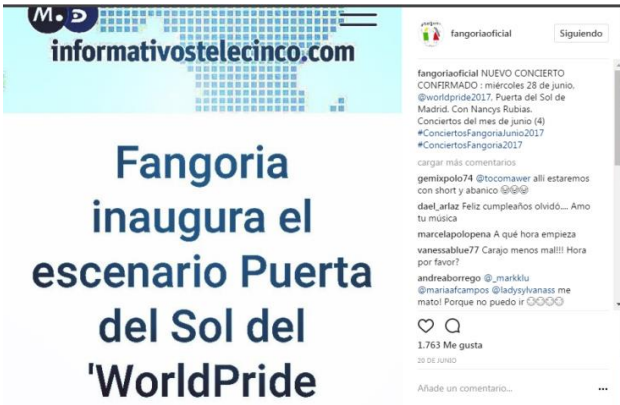 M.D
informativostelecinco.com
Fangoria
inaugura el
escenario Puerta
del Sol del
'WorldPride
fangoriaoficial
Siguiendo
fangoriaoficial NUEVO CONCIERTO
CONFIRMADO : miércoles 28 de junio.
@worldpride2017. Puerta del Sol de
Madrid. Con Nancys Rubias.
Conciertos del mes de junio (4)
#ConciertosFangoriaJunio2017
#ConciertosFangoria2017
cargar más comentarios
gemixpolo74 @tocomawer alli estaremos
con short y abanico 😂😂😂
dael_arlaz Feliz cumpleaños olvidó.... Amo
tu música
marcelapolopena A qué hora empieza
vanessablue77 Carajo menos mal!!! Hora
por favor?
andreaborrego @_markklu
@mariaafcampos @ladysylvanass me
mato! Porque no puedo ir
1.763 Me gusta
20 DE JUNIO
Añade un comentario...